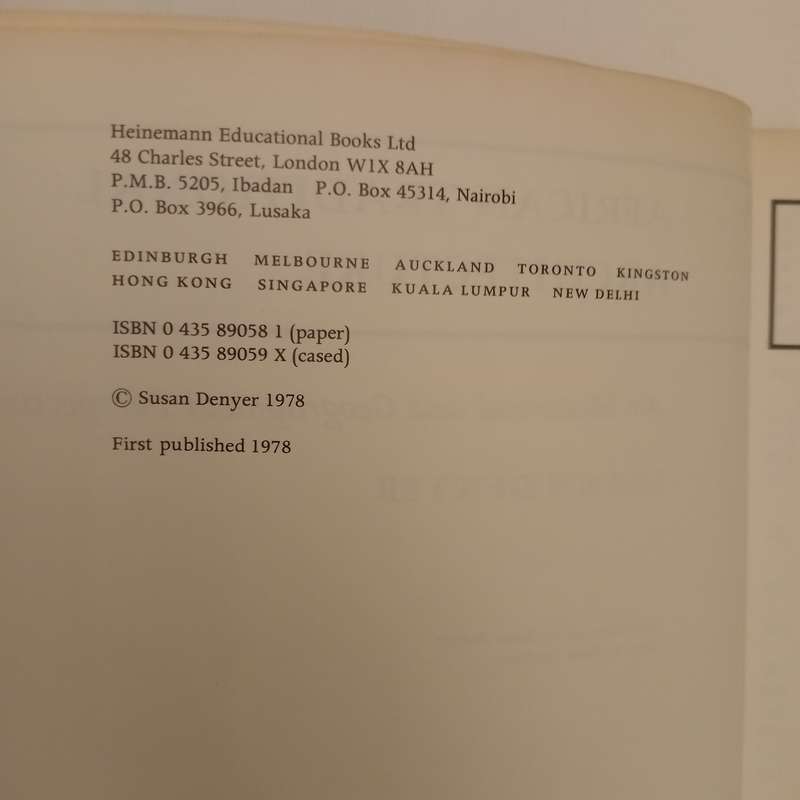 Heinemann Educational Books Ltd
48 Charles Street, London W1X 8AH
P.M.B. 5205, Ibadan P.O. Box 45314, Nairobi
P.O. Box 3966, Lusaka
EDINBURGH MELBOURNE AUCKLAND TORONTO KINGSTON
HONG KONG SINGAPORE KUALA LUMPUR NEW DELHI
ISBN 0 435 89058 1 (paper)
ISBN 0 435 89059 X (cased)
© Susan Denyer 1978
First published 1978